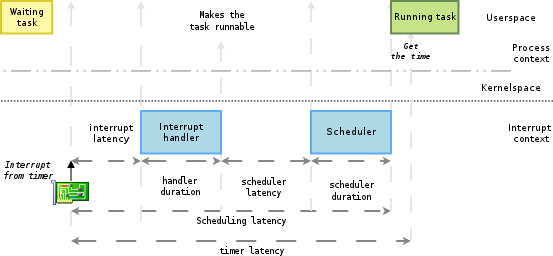 Waiting
task
Makes the
task runnable
Running task
Userspace
Get
the time
Process
context
Kernelspace
interrupt
latency
Interrupt
handler
Scheduler
Interrupt
context
Interrupt
from timer
handler
duration
scheduler
latency
scheduler
duration
Scheduling latency
timer latency